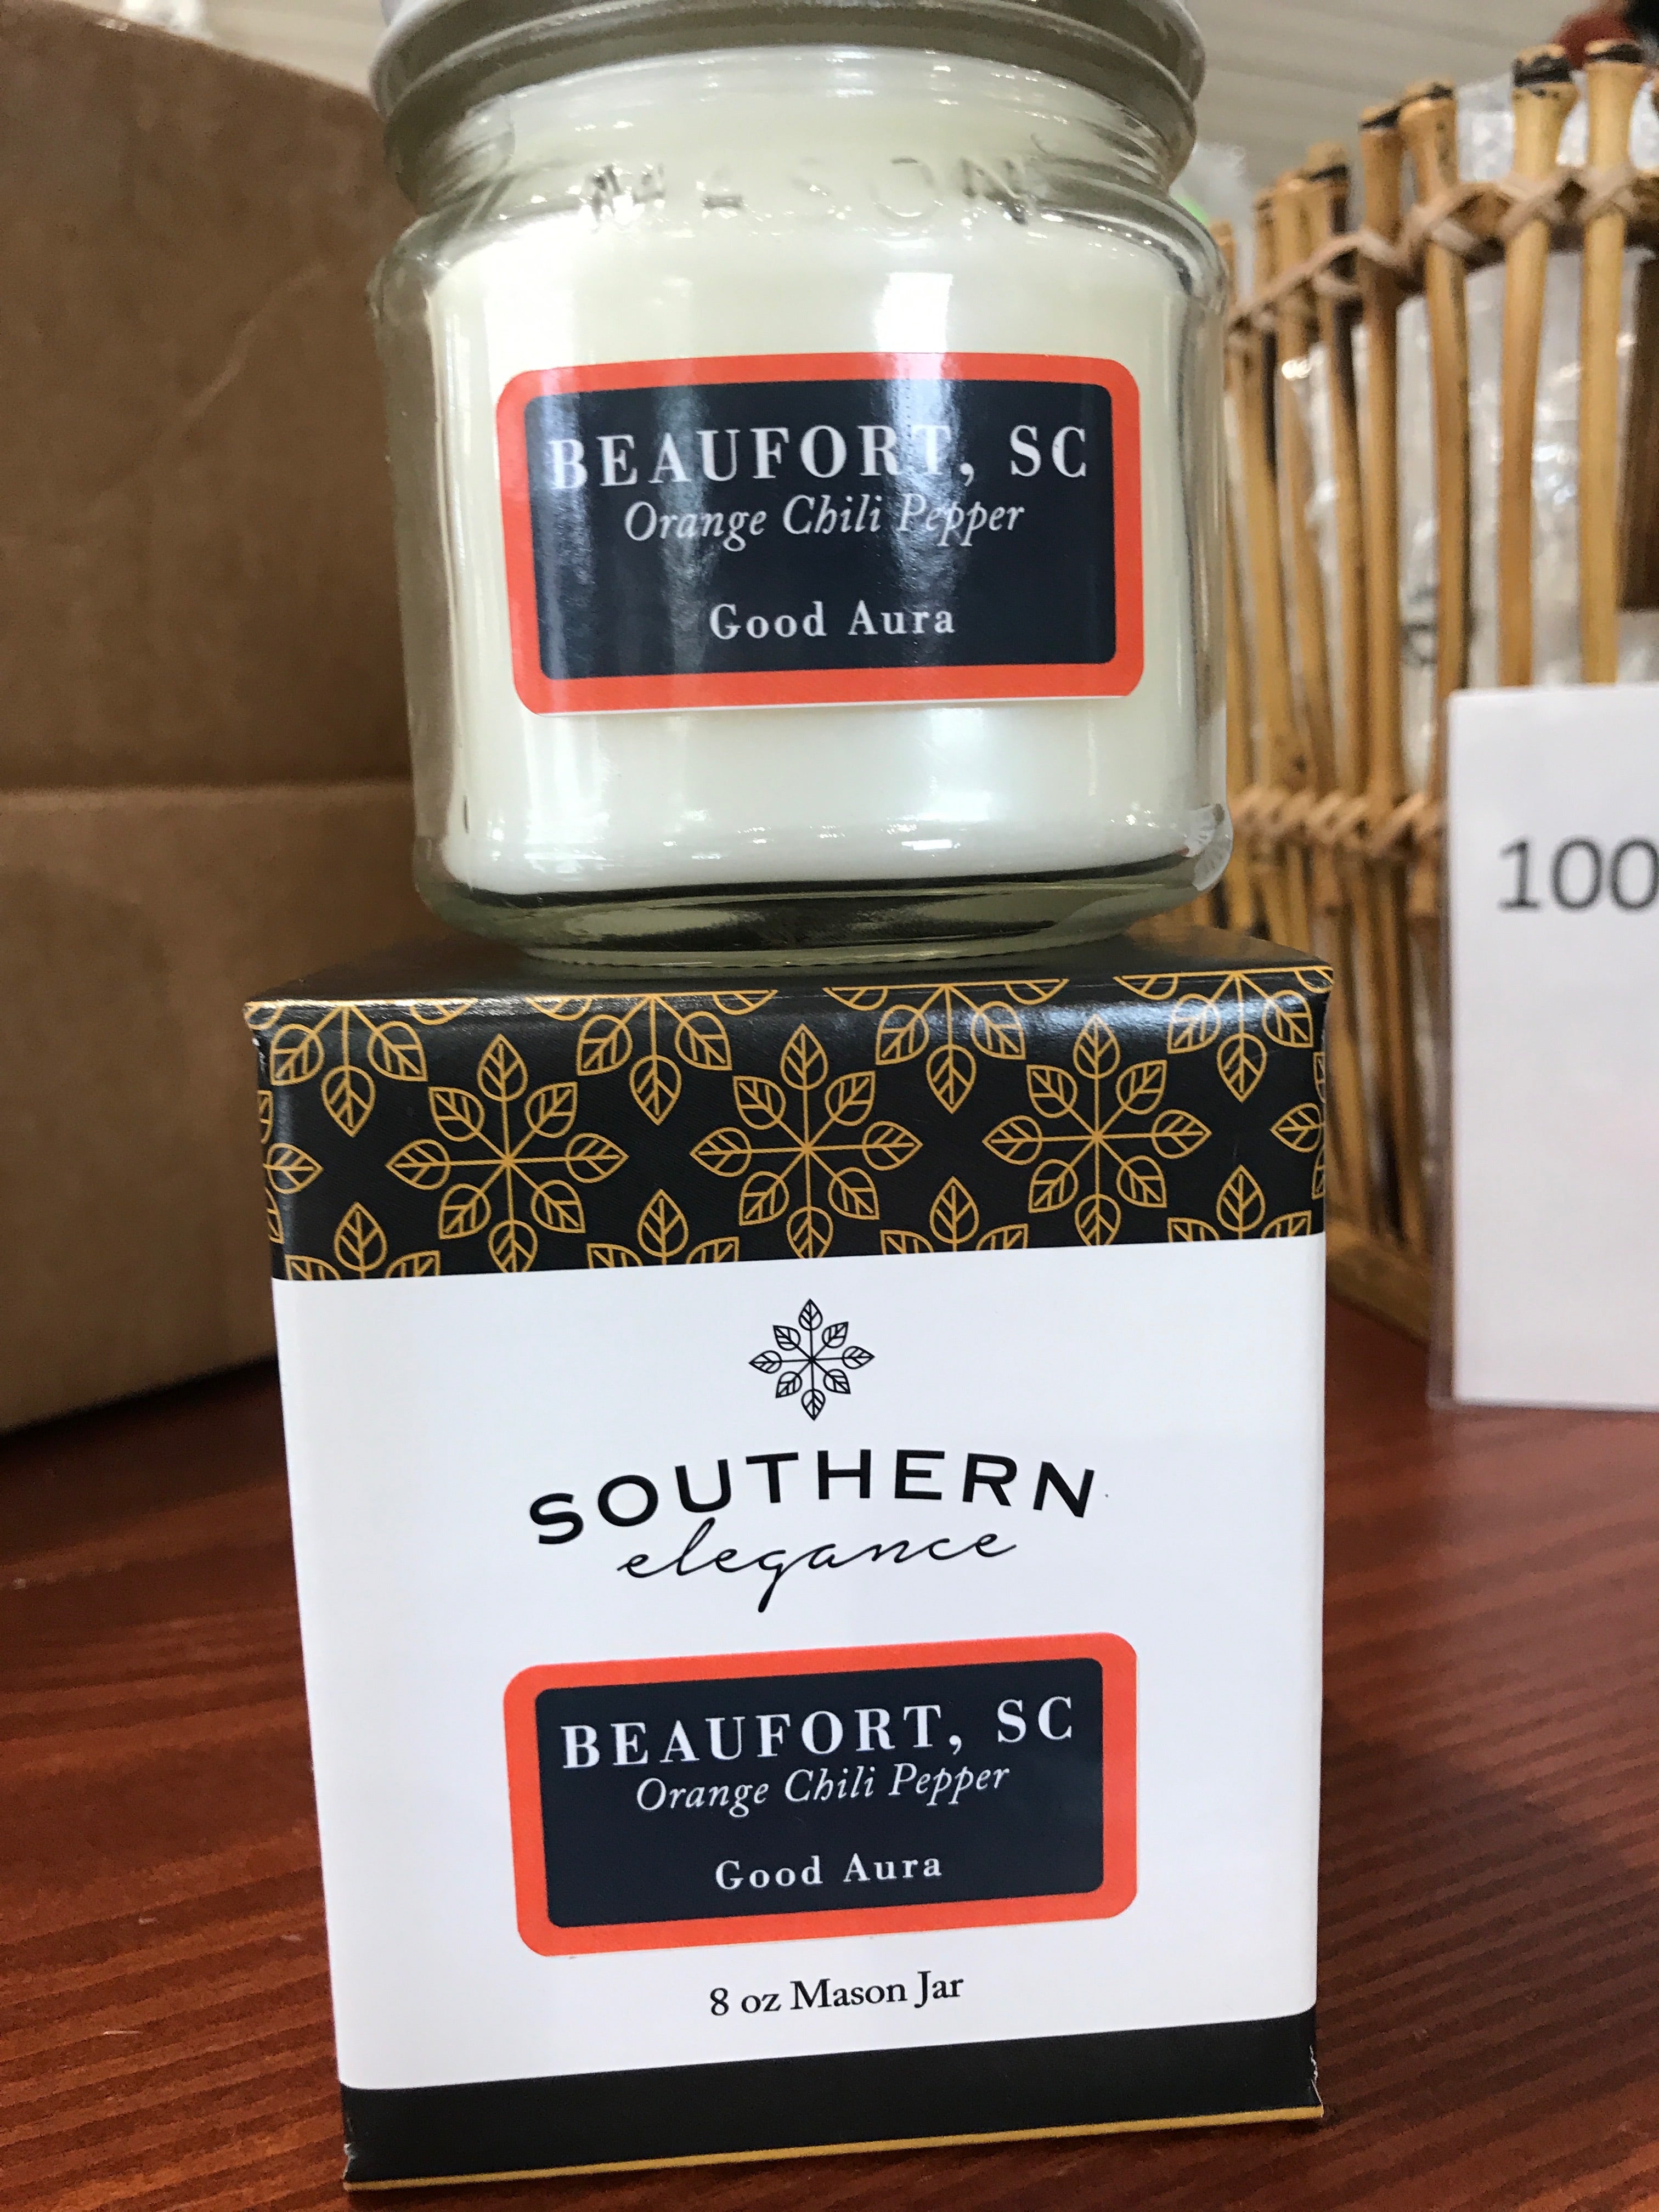 MASON
BEAUFORT, SC
Orange Chili Pepper
Good Aura
100
SOUTHERN
elegance
BEAUFORT, SC
Orange Chili Pepper
Good Aura
8 oz Mason Jar